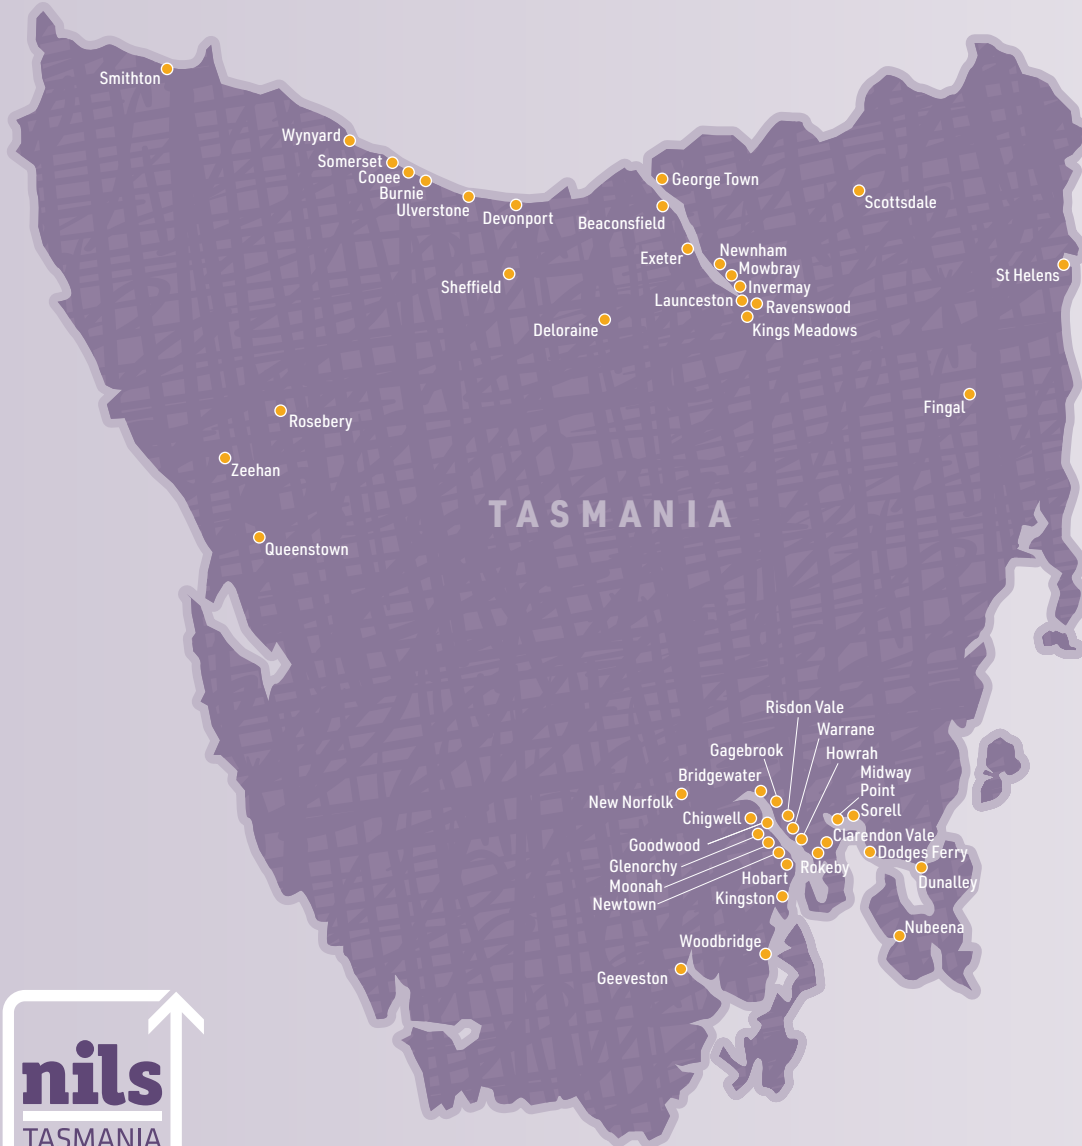 Smithton
Wynyard
Somerset
Cooee
Burnie
Ulverstone
Devonport
George Town
Beaconsfield
Scottsdale
Exeter
Newnham
Mowbray
Invermay
Launceston
Ravenswood
Kings Meadows
St Helens
Sheffield
Deloraine
Rosebery
Fingal
Zeehan
TASMANIA
Queenstown
Risdon Vale
Warrane
Gagebrook
Howrah
Bridgewater
Midway
Point
New Norfolk
Sorell
Chigwell
Clarendon Vale
Goodwood
Dodges Ferry
Glenorchy
Rokeby
Moonah
Hobart
Dunalley
Newtown
Kingston
Nubeena
Woodbridge
Geeveston
nils
TASMANIA